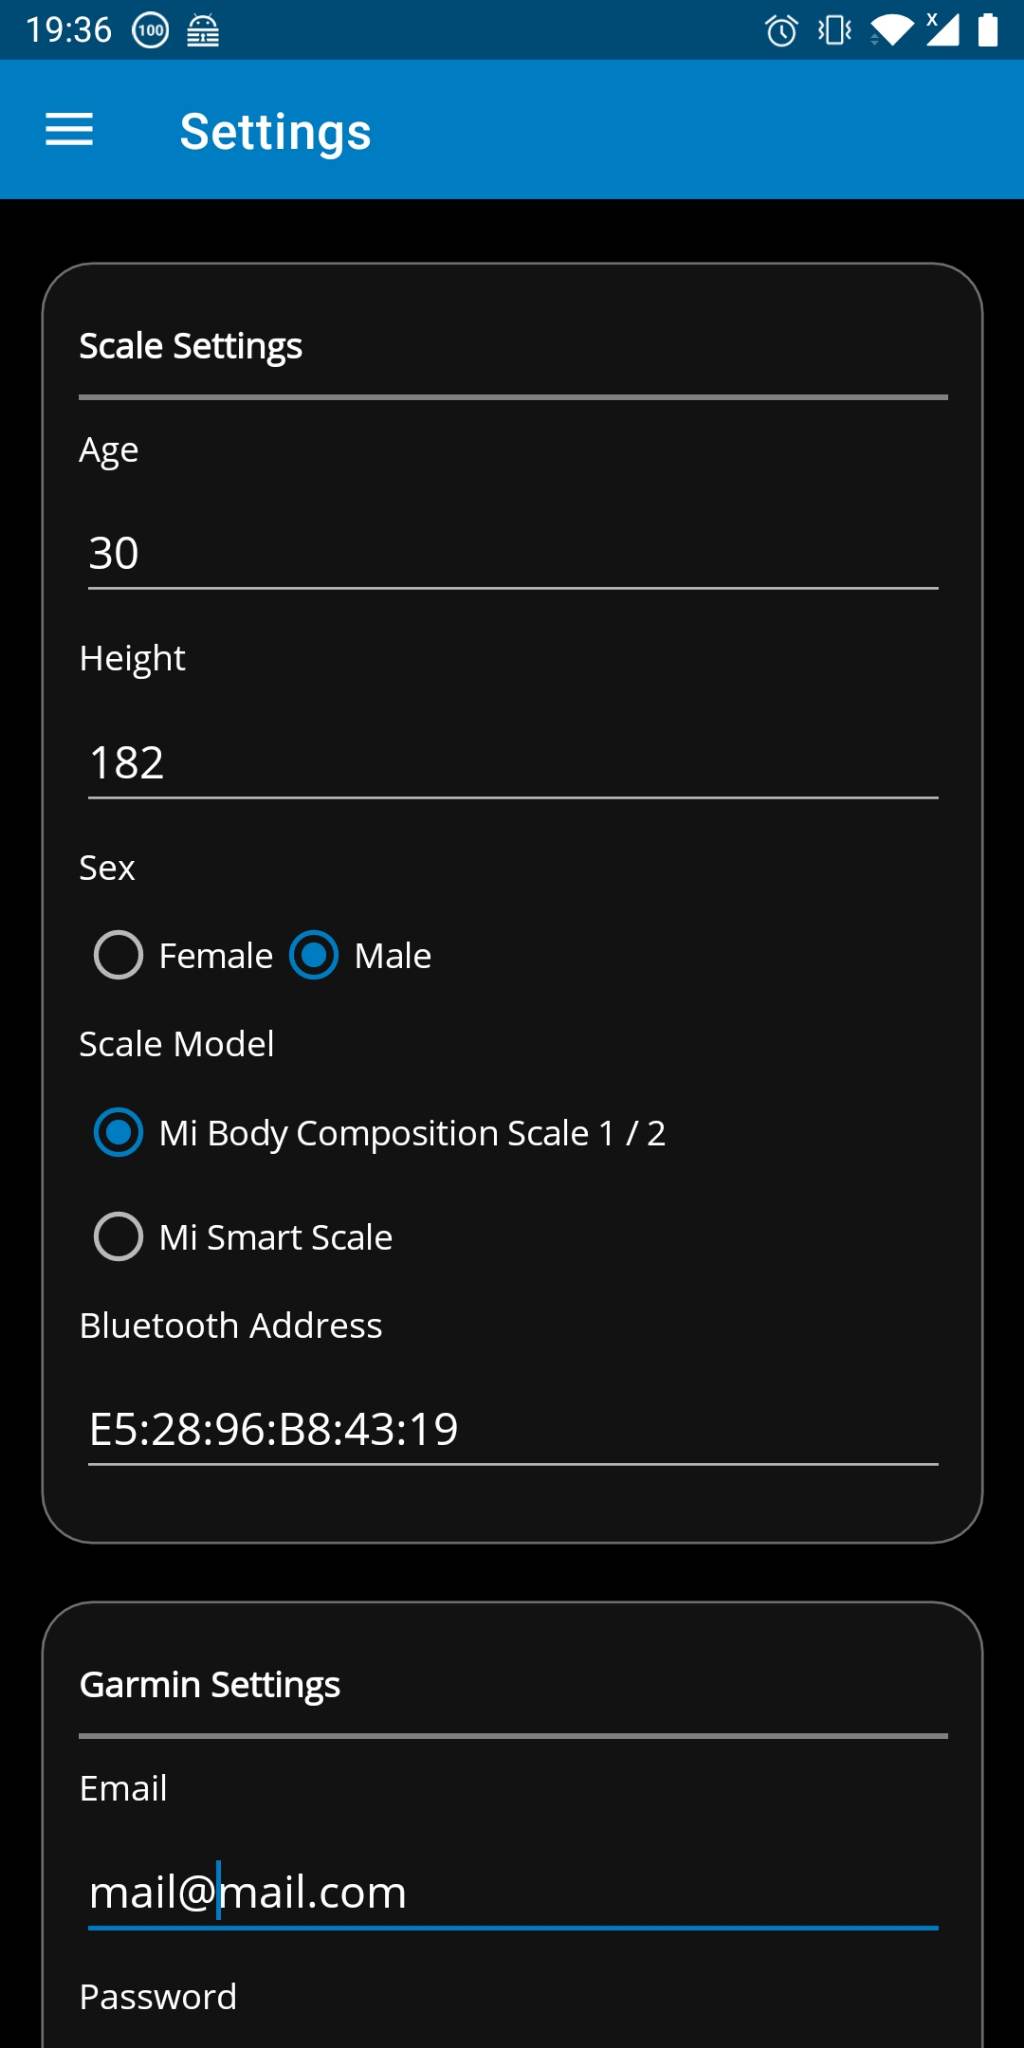 19:36 100
x
Settings
Scale Settings
Age
30
Height
182
Sex
Female Male
Scale Model
Mi Body Composition Scale 1 / 2
Mi Smart Scale
Bluetooth Address
E5:28:96:B8:43:19
Garmin Settings
Email
mail@mail.com
Password